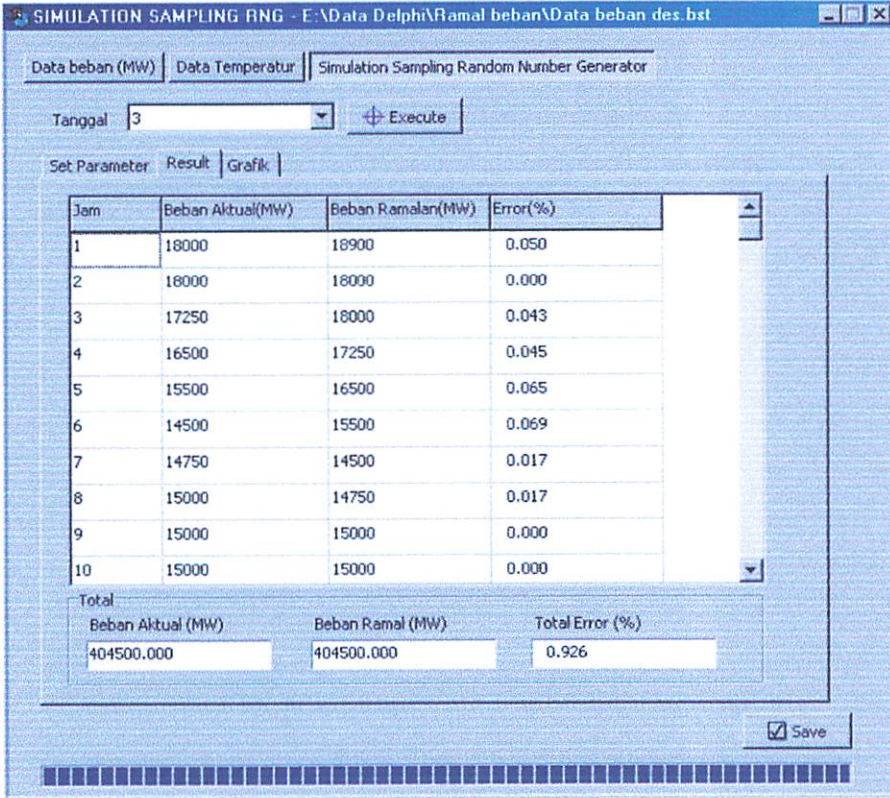 SIMULATION SAMPLING RNG - E:\Data Delphi\Ramal beban\Data beban des.bst
Data beban (MW) Data Temperatur Simulation Sampling Random Number Generator
Tanggal 3 Execute
Set Parameter Result Grafik
Jam Beban Aktual(MW) Beban Ramalan(MW) Error(%)
1 18000 18900 0.050
2 18000 18000 0.000
3 17250 18000 0.043
4 16500 17250 0.045
5 15500 16500 0.065
6 14500 15500 0.069
7 14750 14500 0.017
8 15000 14750 0.017
9 15000 15000 0.000
10 15000 15000 0.000
Total
Beban Aktual (MW) Beban Ramal (MW) Total Error (%)
404500.000 404500.000 0.926
Save